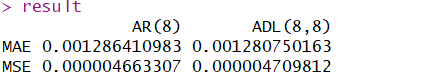 > result
AR(8) ADL(8,8)
MAE 0.001286410983 0.001280750163
MSE 0.000004663307 0.000004709812